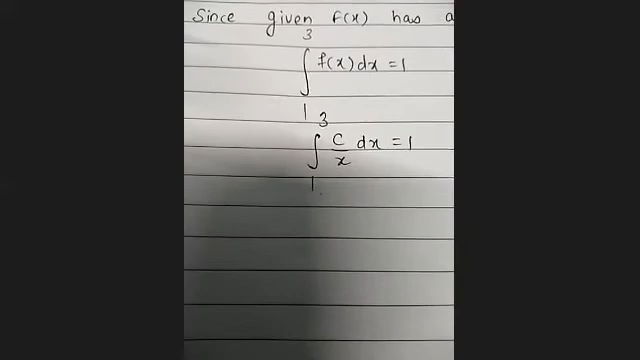 Since given f(x) has a
3
∫ f(x) dx = 1
1
3
∫ c/x dx = 1
1